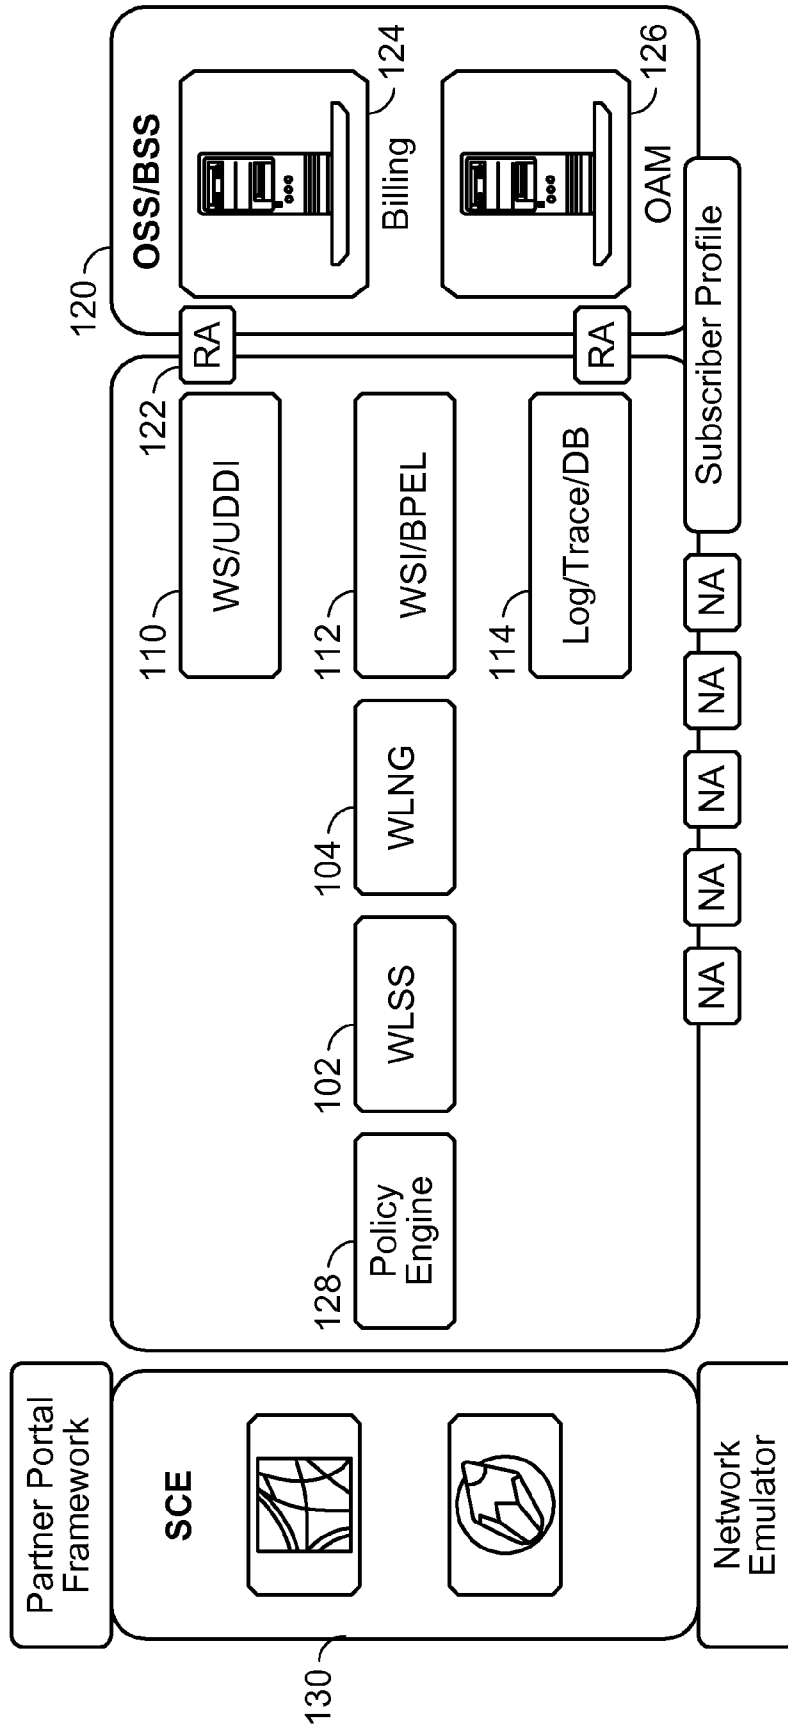 Partner Portal
Framework
SCE
130
Network
Emulator
128
Policy
Engine
102
WLSS
104
WLNG
110
WS/UDDI
112
WSI/BPEL
114
Log/Trace/DB
122
RA
RA
120
OSS/BSS
124
Billing
126
OAM
NA
NA
NA
NA
NA
Subscriber Profile